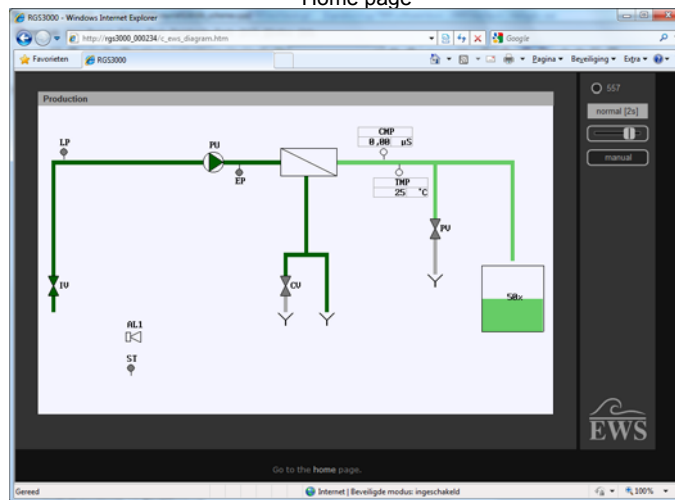 Home page
RGS3000 - Windows Internet Explorer
http://rgs3000_000234/c_ews_diagram.htm
Google
Favorieten
RGS3000
Pagina
Beveiliging
Extra
Production
557
normal [2s]
manual
LP
PU
EP
CMP
0,00 µS
TMP
25 °C
PV
IV
CV
50%
AL1
ST
EWS
Go to the home page.
Gereed
Internet | Beveiligde modus: ingeschakeld
100%